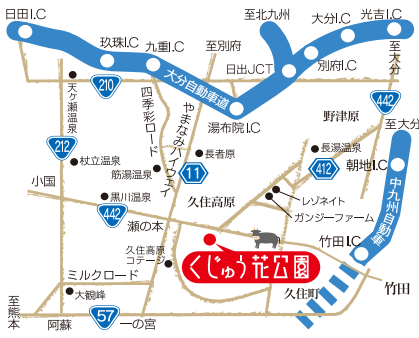 日田I.C
玖珠I.C
九重I.C
至別府
至北九州
大分I.C
光吉I.C
日出JCT
別府I.C
至大分
大分自動車道
210
湯布院I.C
442
野津原
至大分
天ヶ瀬温泉
四季彩ロード
やまなみハイウェイ
212
杖立温泉
筋湯温泉
長者原
11
長湯温泉
412
朝地I.C
小国
黒川温泉
442
久住高原
レゾネイト
ガンジーファーム
中九州自動車道
瀬の本
久住高原
コテージ
竹田I.C
くじゅう花公園
ミルクロード
大観峰
久住町
竹田
至熊本
阿蘇
57
一の宮